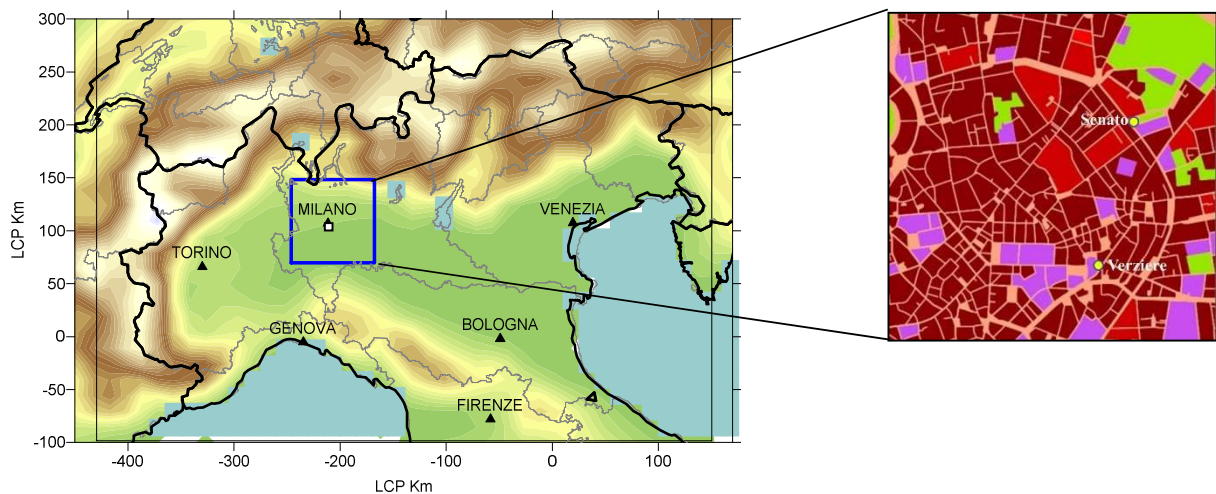 300
250
200
150
100
50
0
-50
-100
LCP Km
-400
-300
-200
-100
0
100
LCP Km
MILANO
VENEZIA
TORINO
GENOVA
BOLOGNA
FIRENZE
Senato
Verziere